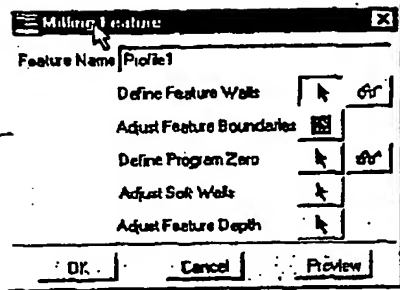 Milling Feature
Feature Name Profile1
Define Feature Walls
Adjust Feature Boundaries
Define Program Zero
Adjust Soft Walls
Adjust Feature Depth
OK Cancel Preview